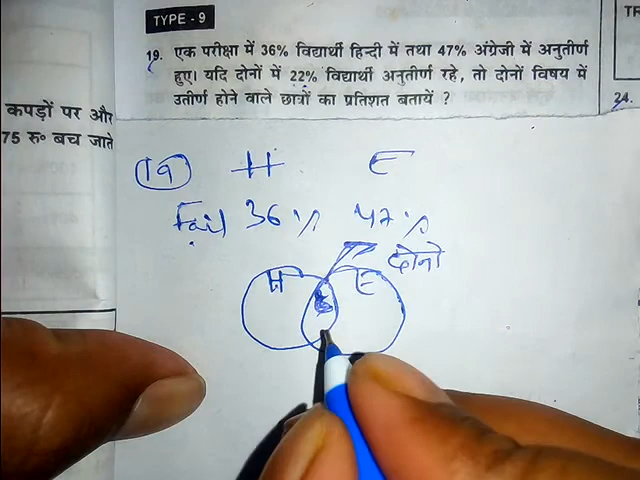 TYPE - 9
TR
19. एक परीक्षा में 36% विद्यार्थी हिन्दी में तथा 47% अंग्रेजी में अनुतीर्ण
हुए। यदि दोनों में 22% विद्यार्थी अनुतीर्ण रहे, तो दोनों विषय में
उतीर्ण होने वाले छात्रों का प्रतिशत बतायें ?
24.
कपड़ों पर और
75 रु० बच जाते
19 H E
Fail 36% 47%
दोनो
H E